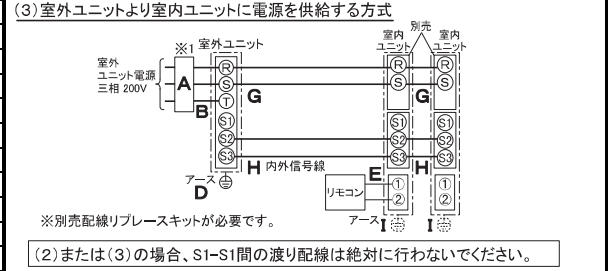 (3)室外ユニットより室内ユニットに電源を供給する方式
別売
※1 室外ユニット 室内ユニット 室内ユニット
室外ユニット電源
三相 200V
A
B
R
S
T
S1
S2
S3
G
R
S
S1
S2
S3
G
R
S
S1
S2
S3
H 内外信号線
H
E
アース
D
リモコン
①
②
①
②
アース I
I
※別売配線リプレースキットが必要です。
(2)または(3)の場合、S1-S1間の渡り配線は絶対に行わないでください。